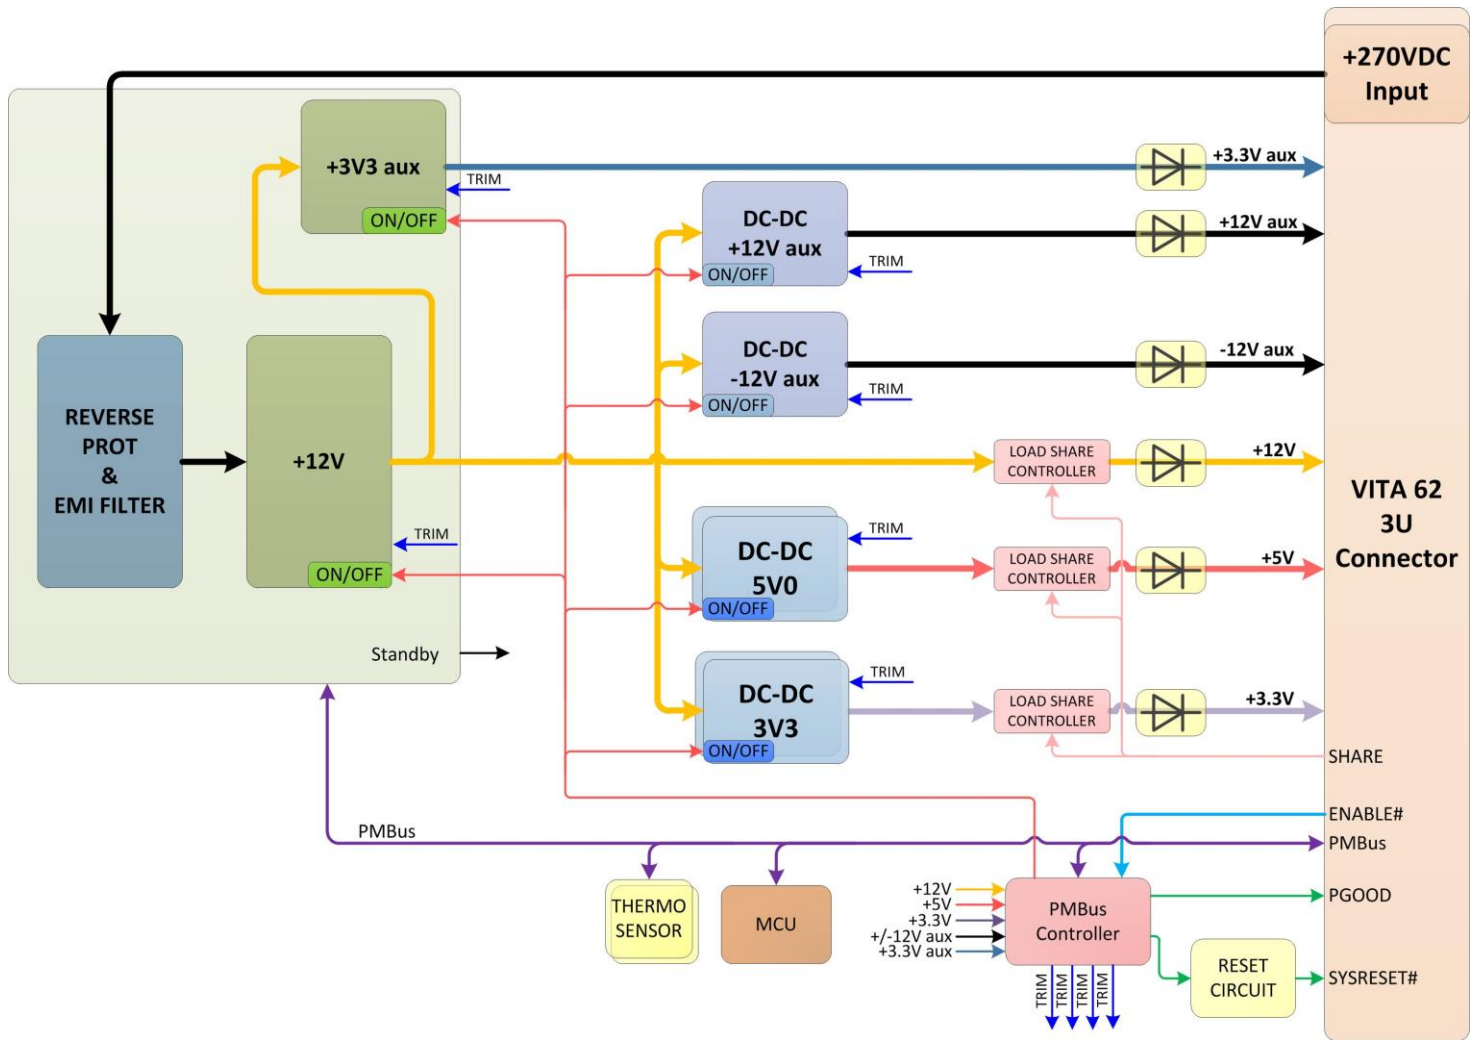 +270VDC
Input
+3V3 aux
TRIM
ON/OFF
+3.3V aux
DC-DC
+12V aux
ON/OFF
TRIM
+12V aux
DC-DC
-12V aux
ON/OFF
TRIM
-12V aux
REVERSE
PROT
&
EMI FILTER
+12V
TRIM
ON/OFF
Standby
LOAD SHARE
CONTROLLER
+12V
DC-DC
5V0
ON/OFF
TRIM
LOAD SHARE
CONTROLLER
+5V
DC-DC
3V3
ON/OFF
TRIM
LOAD SHARE
CONTROLLER
+3.3V
VITA 62
3U
Connector
SHARE
ENABLE#
PMBus
PGOOD
SYSRESET#
PMBus
THERMO
SENSOR
MCU
+12V
+5V
+3.3V
+/-12V aux
+3.3V aux
PMBus
Controller
TRIM
TRIM
TRIM
TRIM
RESET
CIRCUIT